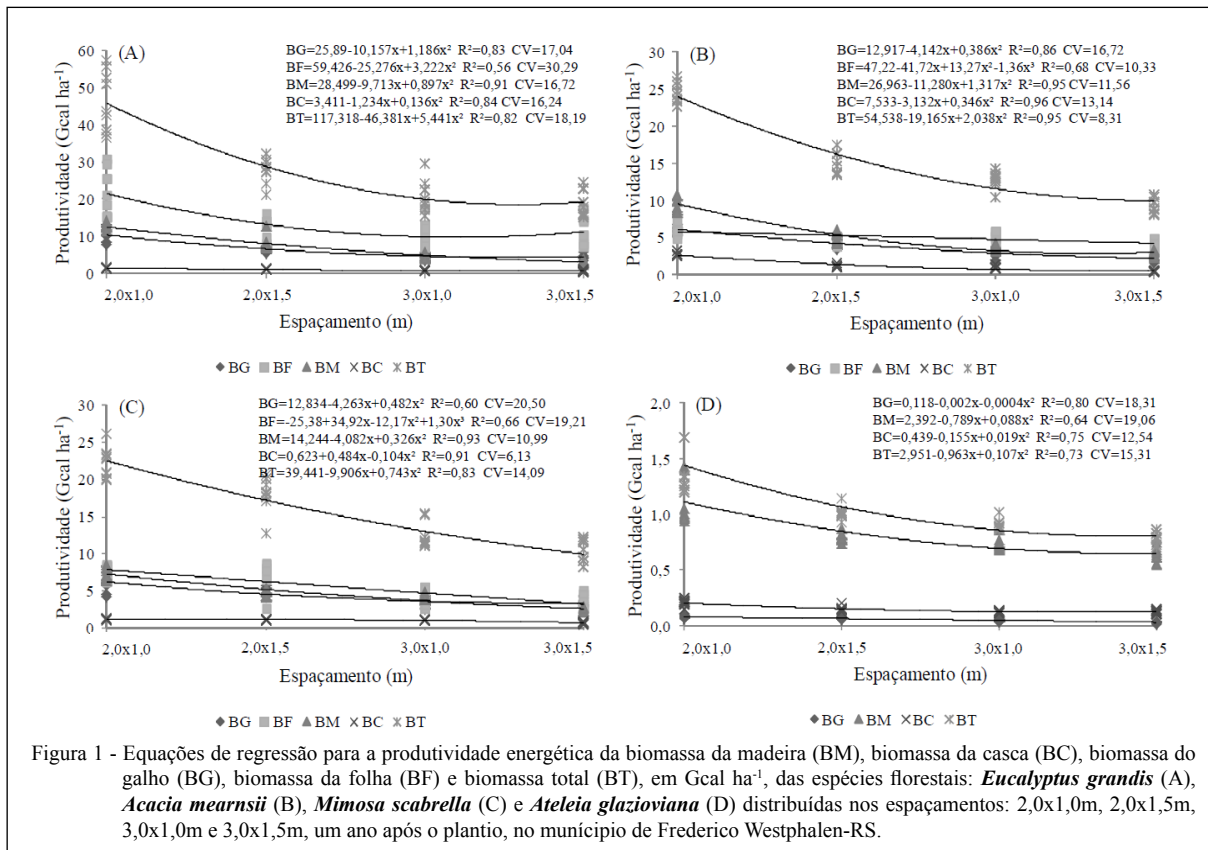 (A)
BG=25,89-10,157x+1,186x² R²=0,83 CV=17,04
BF=59,426-25,276x+3,222x² R²=0,56 CV=30,29
BM=28,499-9,713x+0,897x² R²=0,91 CV=16,72
BC=3,411-1,234x+0,136x² R²=0,84 CV=16,24
BT=117,318-46,381x+5,441x² R²=0,82 CV=18,19
Produtividade (Gcal ha⁻¹)
60
50
40
30
20
10
0
2,0x1,0 2,0x1,5 3,0x1,0 3,0x1,5
Espaçamento (m)
BG BF BM BC BT
(B)
BG=12,917-4,142x+0,386x² R²=0,86 CV=16,72
BF=47,22-41,72x+13,27x²-1,36x³ R²=0,68 CV=10,33
BM=26,963-11,280x+1,317x² R²=0,95 CV=11,56
BC=7,533-3,132x+0,346x² R²=0,96 CV=13,14
BT=54,538-19,165x+2,038x² R²=0,95 CV=8,31
Produtividade (Gcal ha⁻¹)
30
25
20
15
10
5
0
2,0x1,0 2,0x1,5 3,0x1,0 3,0x1,5
Espaçamento (m)
BG BF BM BC BT
(C)
BG=12,834-4,263x+0,482x² R²=0,60 CV=20,50
BF=-25,38+34,92x-12,17x²+1,30x³ R²=0,66 CV=19,21
BM=14,244-4,082x+0,326x² R²=0,93 CV=10,99
BC=0,623+0,484x-0,104x² R²=0,91 CV=6,13
BT=39,441-9,906x+0,743x² R²=0,83 CV=14,09
Produtividade (Gcal ha⁻¹)
30
25
20
15
10
5
0
2,0x1,0 2,0x1,5 3,0x1,0 3,0x1,5
Espaçamento (m)
BG BF BM BC BT
(D)
BG=0,118-0,002x-0,0004x² R²=0,80 CV=18,31
BM=2,392-0,789x+0,088x² R²=0,64 CV=19,06
BC=0,439-0,155x+0,019x² R²=0,75 CV=12,54
BT=2,951-0,963x+0,107x² R²=0,73 CV=15,31
Produtividade (Gcal ha⁻¹)
2,0
1,5
1,0
0,5
0,0
2,0x1,0 2,0x1,5 3,0x1,0 3,0x1,5
Espaçamento (m)
BG BM BC BT
Figura 1 - Equações de regressão para a produtividade energética da biomassa da madeira (BM), biomassa da casca (BC), biomassa do
galho (BG), biomassa da folha (BF) e biomassa total (BT), em Gcal ha⁻¹, das espécies florestais: Eucalyptus grandis (A),
Acacia mearnsii (B), Mimosa scabrella (C) e Ateleia glazioviana (D) distribuídas nos espaçamentos: 2,0x1,0m, 2,0x1,5m,
3,0x1,0m e 3,0x1,5m, um ano após o plantio, no munícipio de Frederico Westphalen-RS.